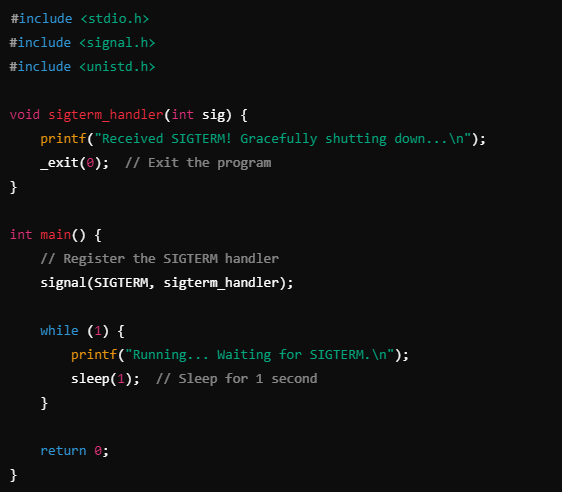 #include <stdio.h>
#include <signal.h>
#include <unistd.h>

void sigterm_handler(int sig) {
    printf("Received SIGTERM! Gracefully shutting down...\n");
    _exit(0);  // Exit the program
}

int main() {
    // Register the SIGTERM handler
    signal(SIGTERM, sigterm_handler);

    while (1) {
        printf("Running... Waiting for SIGTERM.\n");
        sleep(1);  // Sleep for 1 second
    }

    return 0;
}